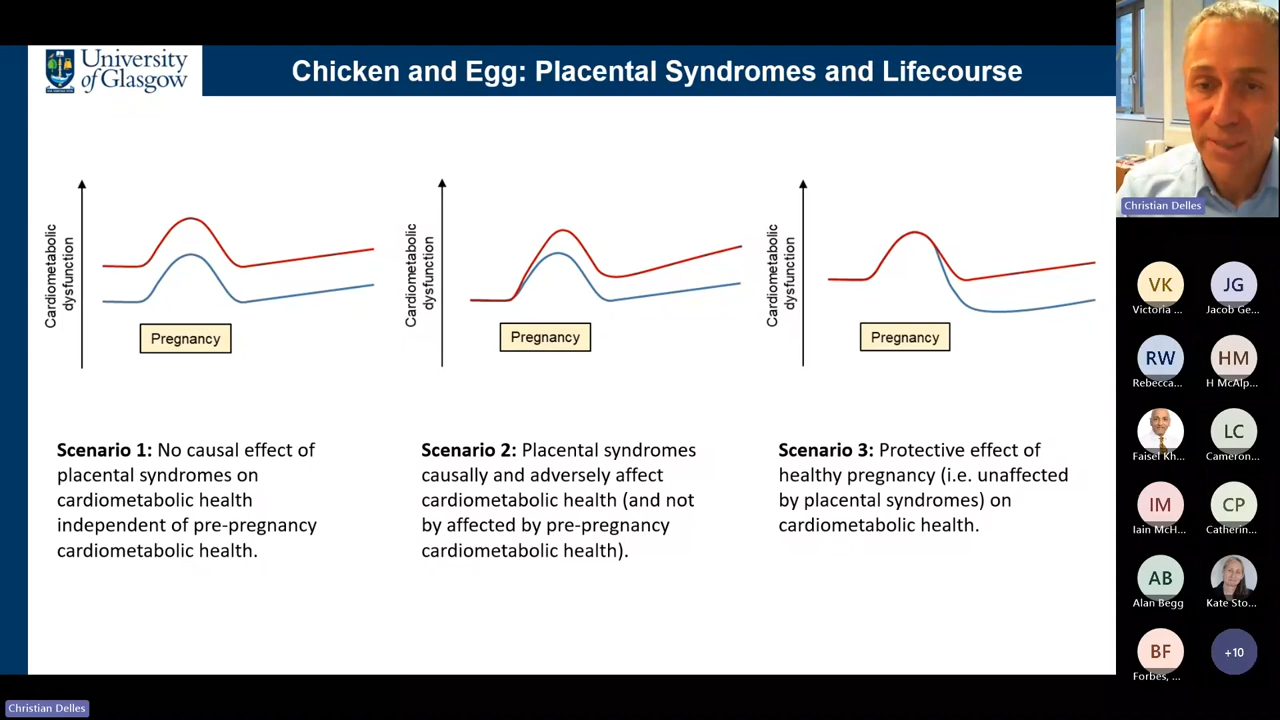 University
of Glasgow
Chicken and Egg: Placental Syndromes and Lifecourse
Cardiometabolic
dysfunction
Pregnancy
Cardiometabolic
dysfunction
Pregnancy
Cardiometabolic
dysfunction
Pregnancy
Scenario 1: No causal effect of
placental syndromes on
cardiometabolic health
independent of pre-pregnancy
cardiometabolic health.
Scenario 2: Placental syndromes
causally and adversely affect
cardiometabolic health (and not
by affected by pre-pregnancy
cardiometabolic health).
Scenario 3: Protective effect of
healthy pregnancy (i.e. unaffected
by placental syndromes) on
cardiometabolic health.
Christian Delles
VK
Victoria ...
JG
Jacob Ge...
RW
Rebecca...
HM
H McAlp...
Faisel Kh...
LC
Cameron...
IM
Iain McH...
CP
Catherin...
AB
Alan Begg
Kate Sto...
BF
Forbes, ...
+10
Christian Delles